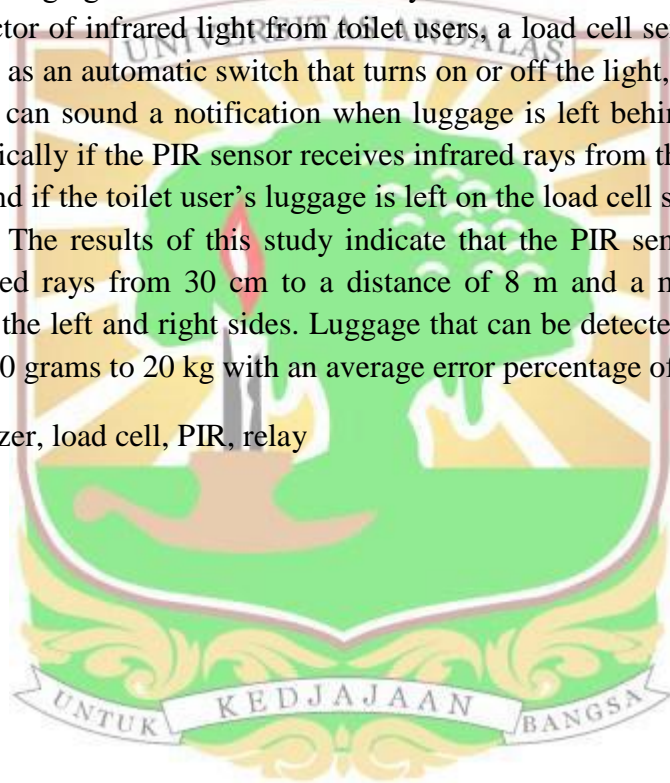 ctor of infrared light from toilet users, a load cell se
UNIVERSITAS ANDALAS
as an automatic switch that turns on or off the light,
can sound a notification when luggage is left behin
ically if the PIR sensor receives infrared rays from th
nd if the toilet user's luggage is left on the load cell s
The results of this study indicate that the PIR sen
ed rays from 30 cm to a distance of 8 m and a m
the left and right sides. Luggage that can be detecte
0 grams to 20 kg with an average error percentage of
zer, load cell, PIR, relay
UNTUK KEDJAJAAN BANGSA